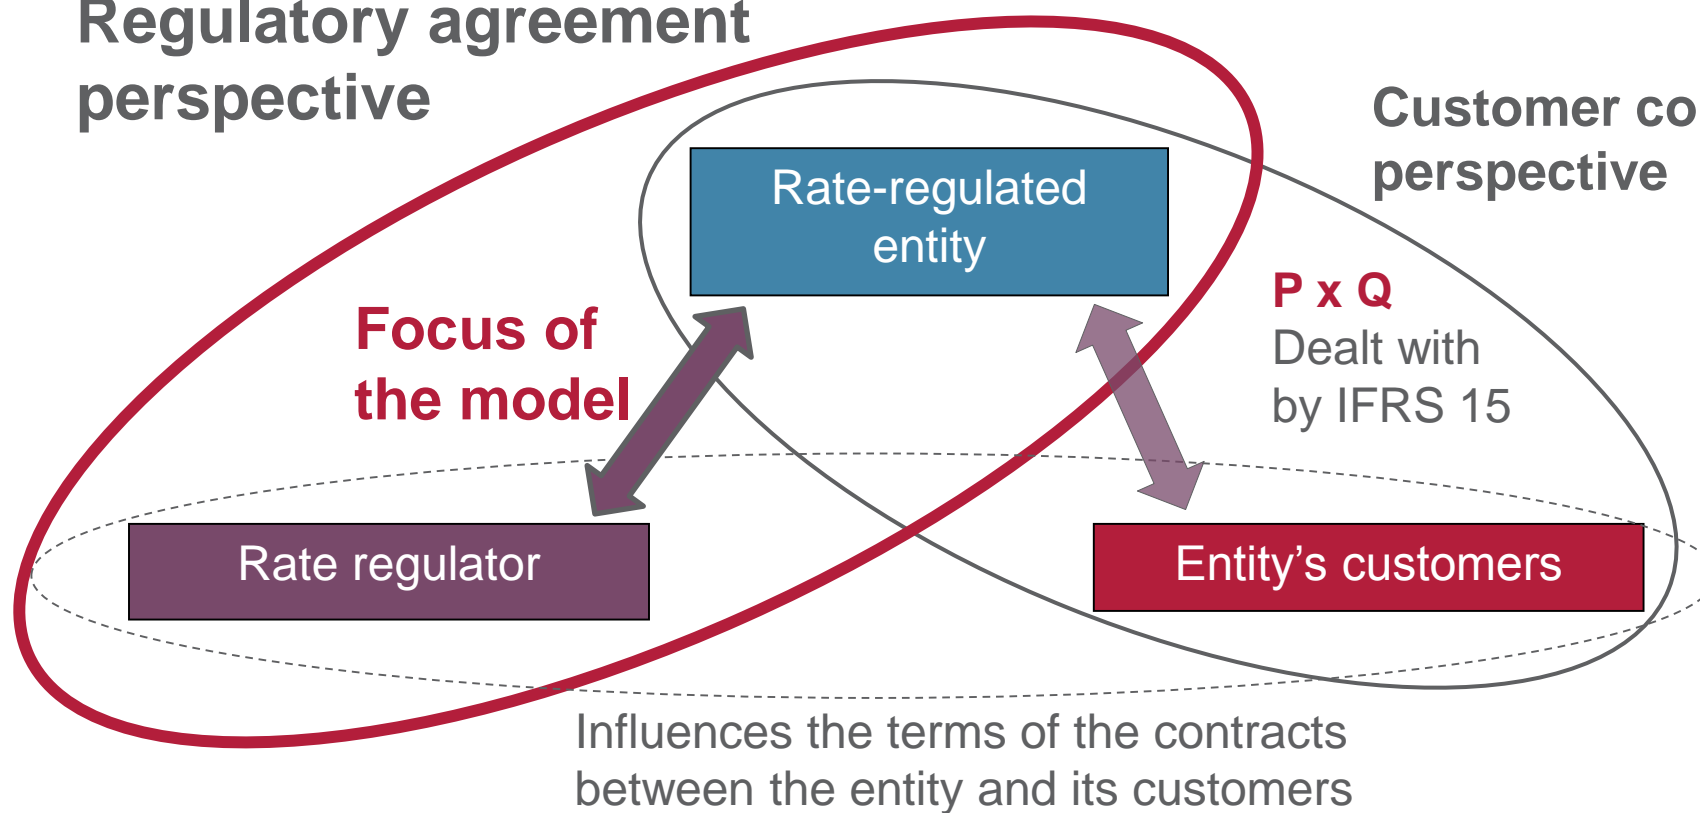 Regulatory agreement
perspective
Customer co
perspective
Rate-regulated
entity
P x Q
Dealt with
by IFRS 15
Focus of
the model
Rate regulator
Entity's customers
Influences the terms of the contracts
between the entity and its customers